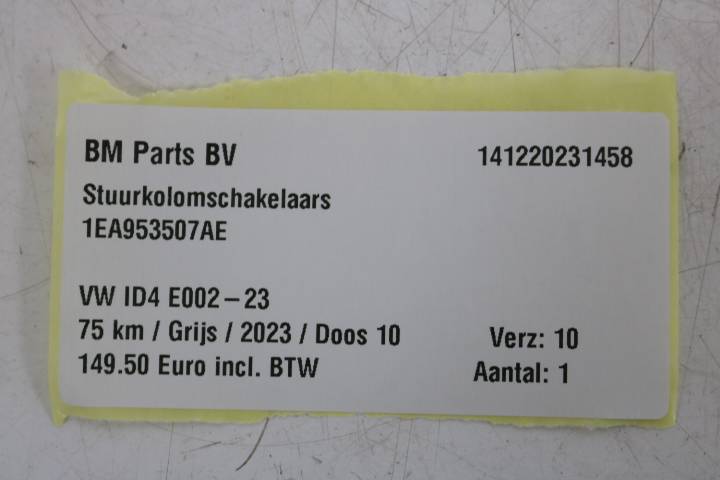 BM Parts BV 141220231458
Stuurkolomschakelaars
1EA953507AE
VW ID4 E002-23
75 km / Grijs / 2023 / Doos 10 Verz: 10
149.50 Euro incl. BTW Aantal: 1